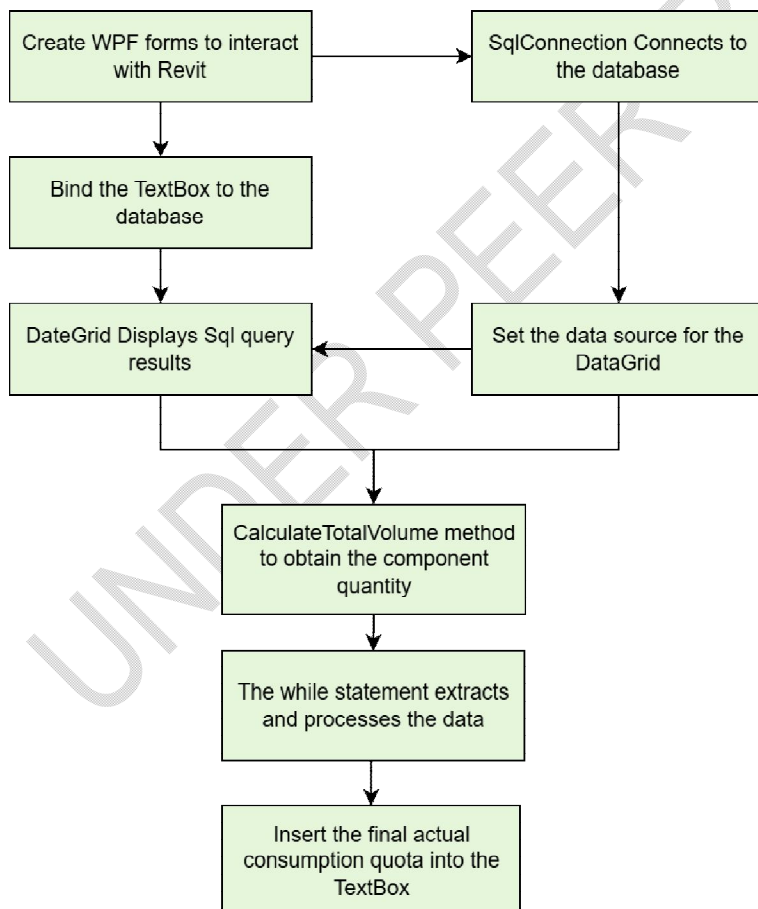 Create WPF forms to interact
with Revit
SqlConnection Connects to
the database
Bind the TextBox to the
database
DateGrid Displays Sql query
results
Set the data source for the
DataGrid
CalculateTotalVolume method
to obtain the component
quantity
The while statement extracts
and processes the data
Insert the final actual
consumption quota into the
TextBox
UNDER PEER